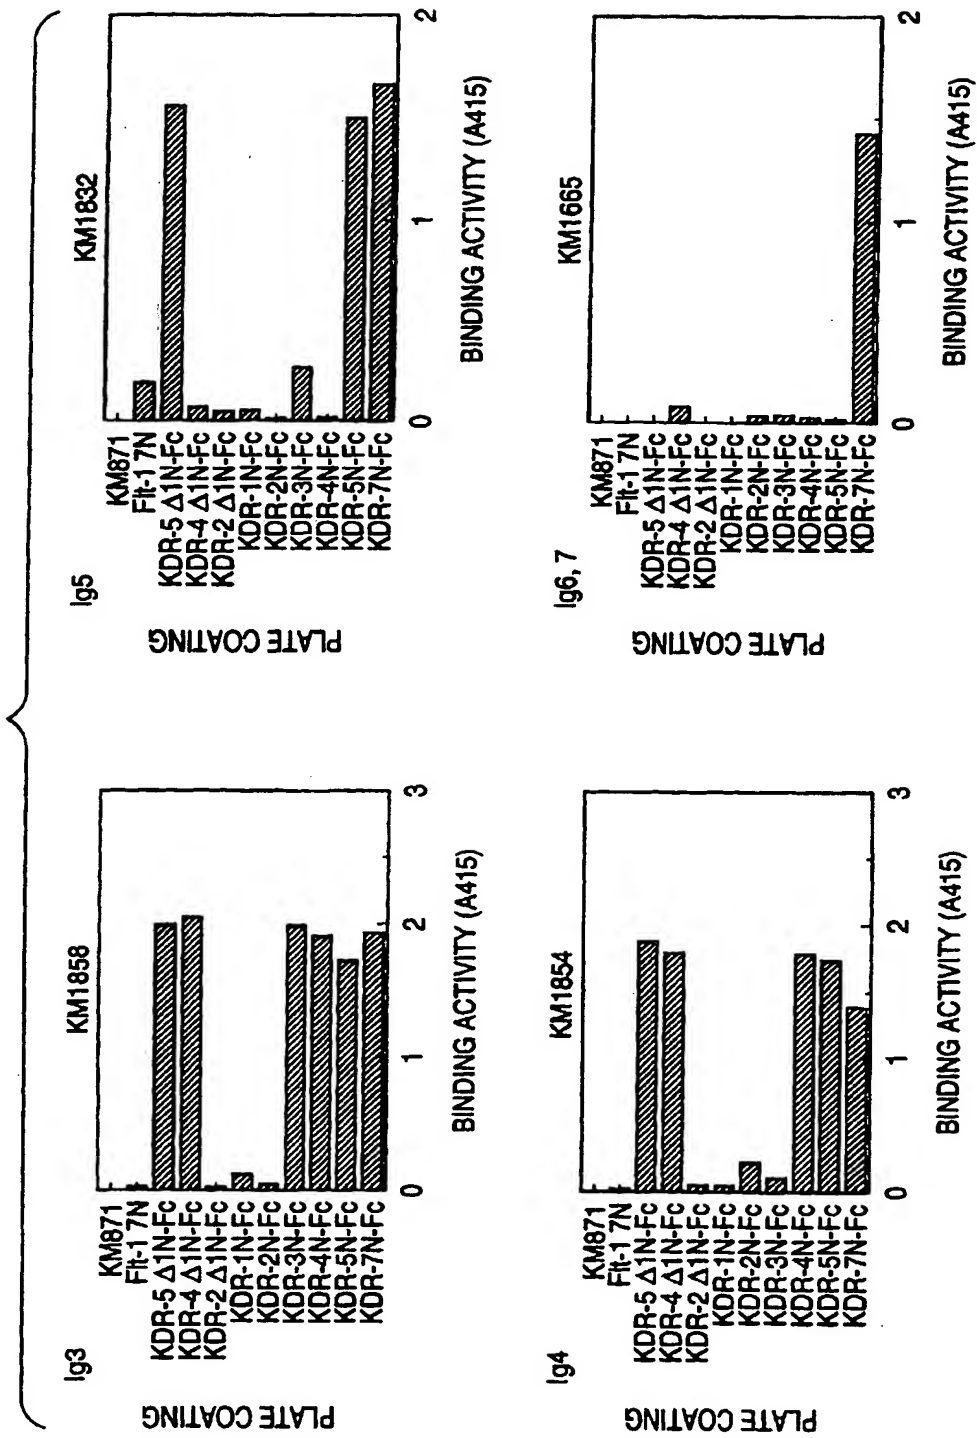 Ig3
KM1858
PLATE COATING
KM871
Flt-1 7N
KDR-5 Δ1N-Fc
KDR-4 Δ1N-Fc
KDR-2 Δ1N-Fc
KDR-1N-Fc
KDR-2N-Fc
KDR-3N-Fc
KDR-4N-Fc
KDR-5N-Fc
KDR-7N-Fc
0 1 2 3
BINDING ACTIVITY (A415)
Ig5
KM1832
PLATE COATING
KM871
Flt-1 7N
KDR-5 Δ1N-Fc
KDR-4 Δ1N-Fc
KDR-2 Δ1N-Fc
KDR-1N-Fc
KDR-2N-Fc
KDR-3N-Fc
KDR-4N-Fc
KDR-5N-Fc
KDR-7N-Fc
0 1 2
BINDING ACTIVITY (A415)
Ig4
KM1854
PLATE COATING
KM871
Flt-1 7N
KDR-5 Δ1N-Fc
KDR-4 Δ1N-Fc
KDR-2 Δ1N-Fc
KDR-1N-Fc
KDR-2N-Fc
KDR-3N-Fc
KDR-4N-Fc
KDR-5N-Fc
KDR-7N-Fc
0 1 2 3
BINDING ACTIVITY (A415)
Ig6, 7
KM1665
PLATE COATING
KM871
Flt-1 7N
KDR-5 Δ1N-Fc
KDR-4 Δ1N-Fc
KDR-2 Δ1N-Fc
KDR-1N-Fc
KDR-2N-Fc
KDR-3N-Fc
KDR-4N-Fc
KDR-5N-Fc
KDR-7N-Fc
0 1 2
BINDING ACTIVITY (A415)